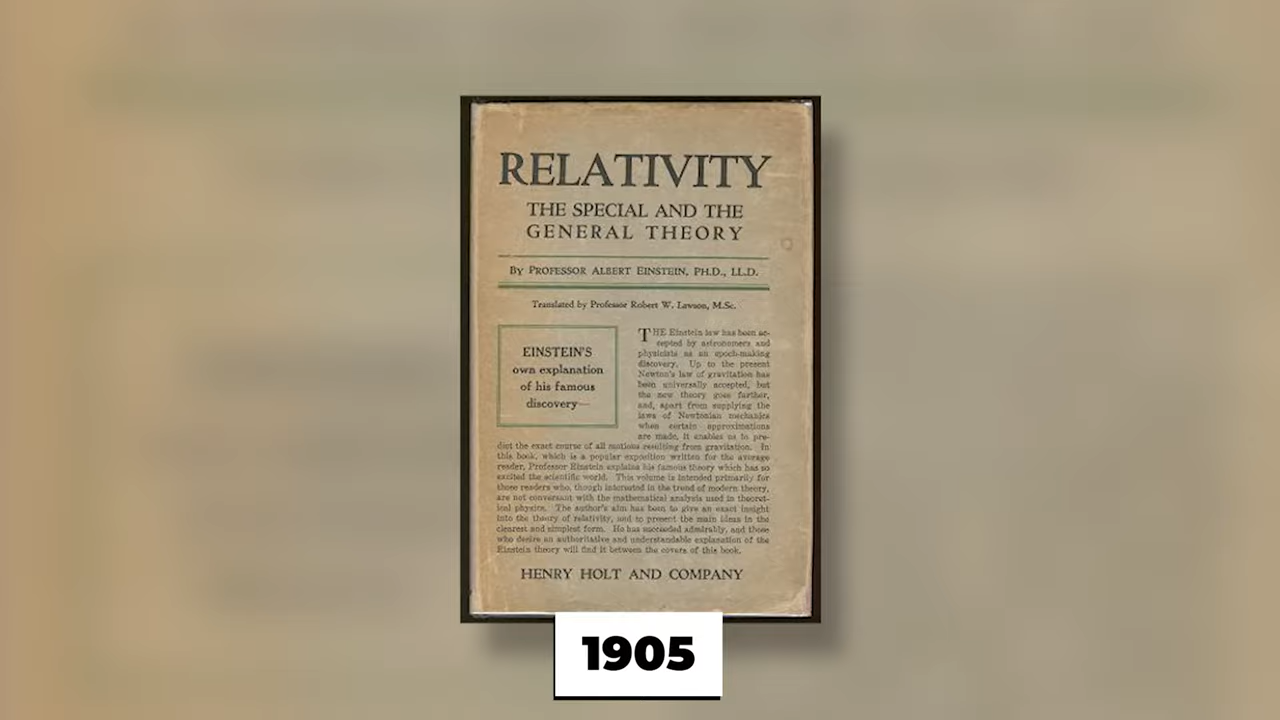 RELATIVITY
THE SPECIAL AND THE
GENERAL THEORY
By PROFESSOR ALBERT EINSTEIN, PH.D., LL.D.
Translated by Professor Robert W. Lawson, M.Sc.
EINSTEIN'S
own explanation
of his famous
discovery—
THE Einstein law has been ac-
cepted by astronomers and
physicists as an epoch-making
discovery. Up to the present
Newton's law of gravitation has
been universally accepted, but
the new theory goes further,
and, apart from supplying the
laws of Newtonian mechanics
when certain approximations
are made, it enables us to pre-
dict the exact course of all motions resulting from gravitation. In
this book, which is a popular exposition written for the average
reader, Professor Einstein explains his famous theory which has so
excited the scientific world. This volume is intended primarily for
those readers who, though interested in the trend of modern theory,
are not conversant with the mathematical analysis used in theoret-
ical physics. The author's aim has been to give an exact insight
into the theory of relativity, and to present the main ideas in the
clearest and simplest form. He has succeeded admirably, and those
who desire an authoritative and understandable explanation of the
Einstein theory will find it between the covers of this book.
HENRY HOLT AND COMPANY
1905